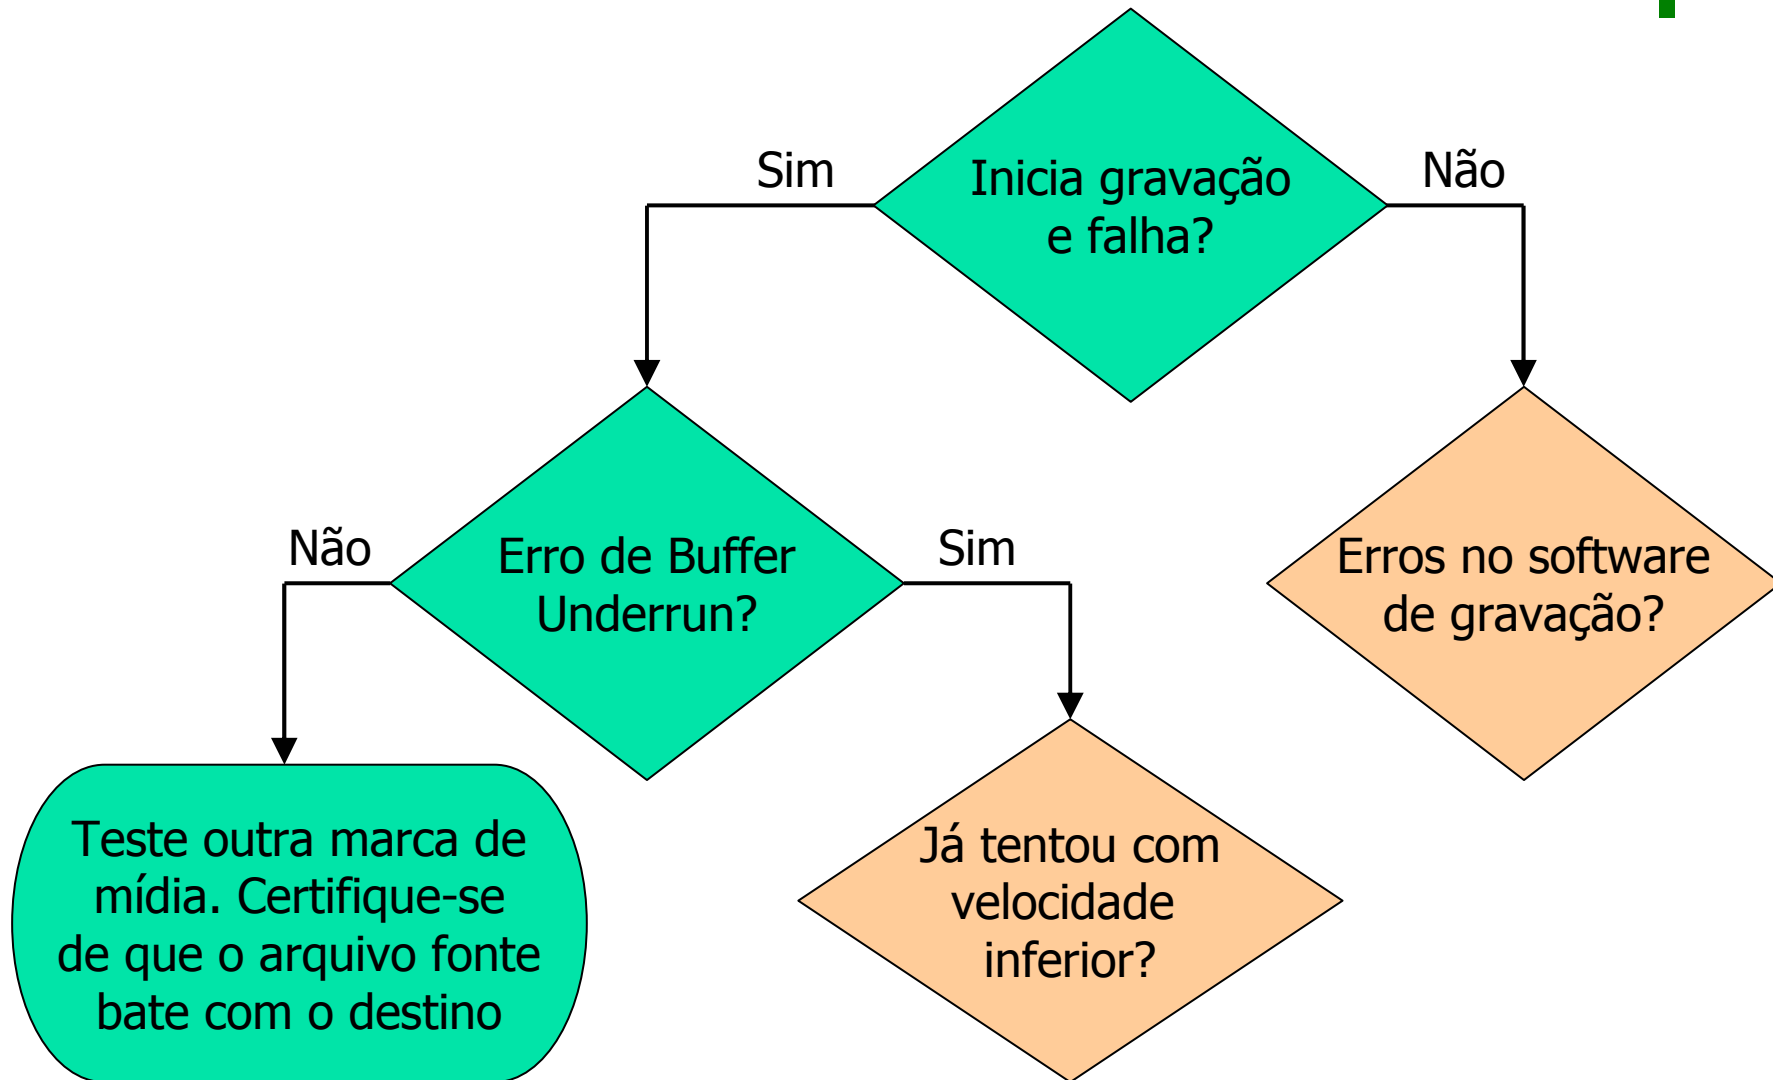 Sim
Inicia gravação
e falha?
Não
Não
Erro de Buffer
Underrun?
Sim
Erros no software
de gravação?
Teste outra marca de
mídia. Certifique-se
de que o arquivo fonte
bate com o destino
Já tentou com
velocidade
inferior?